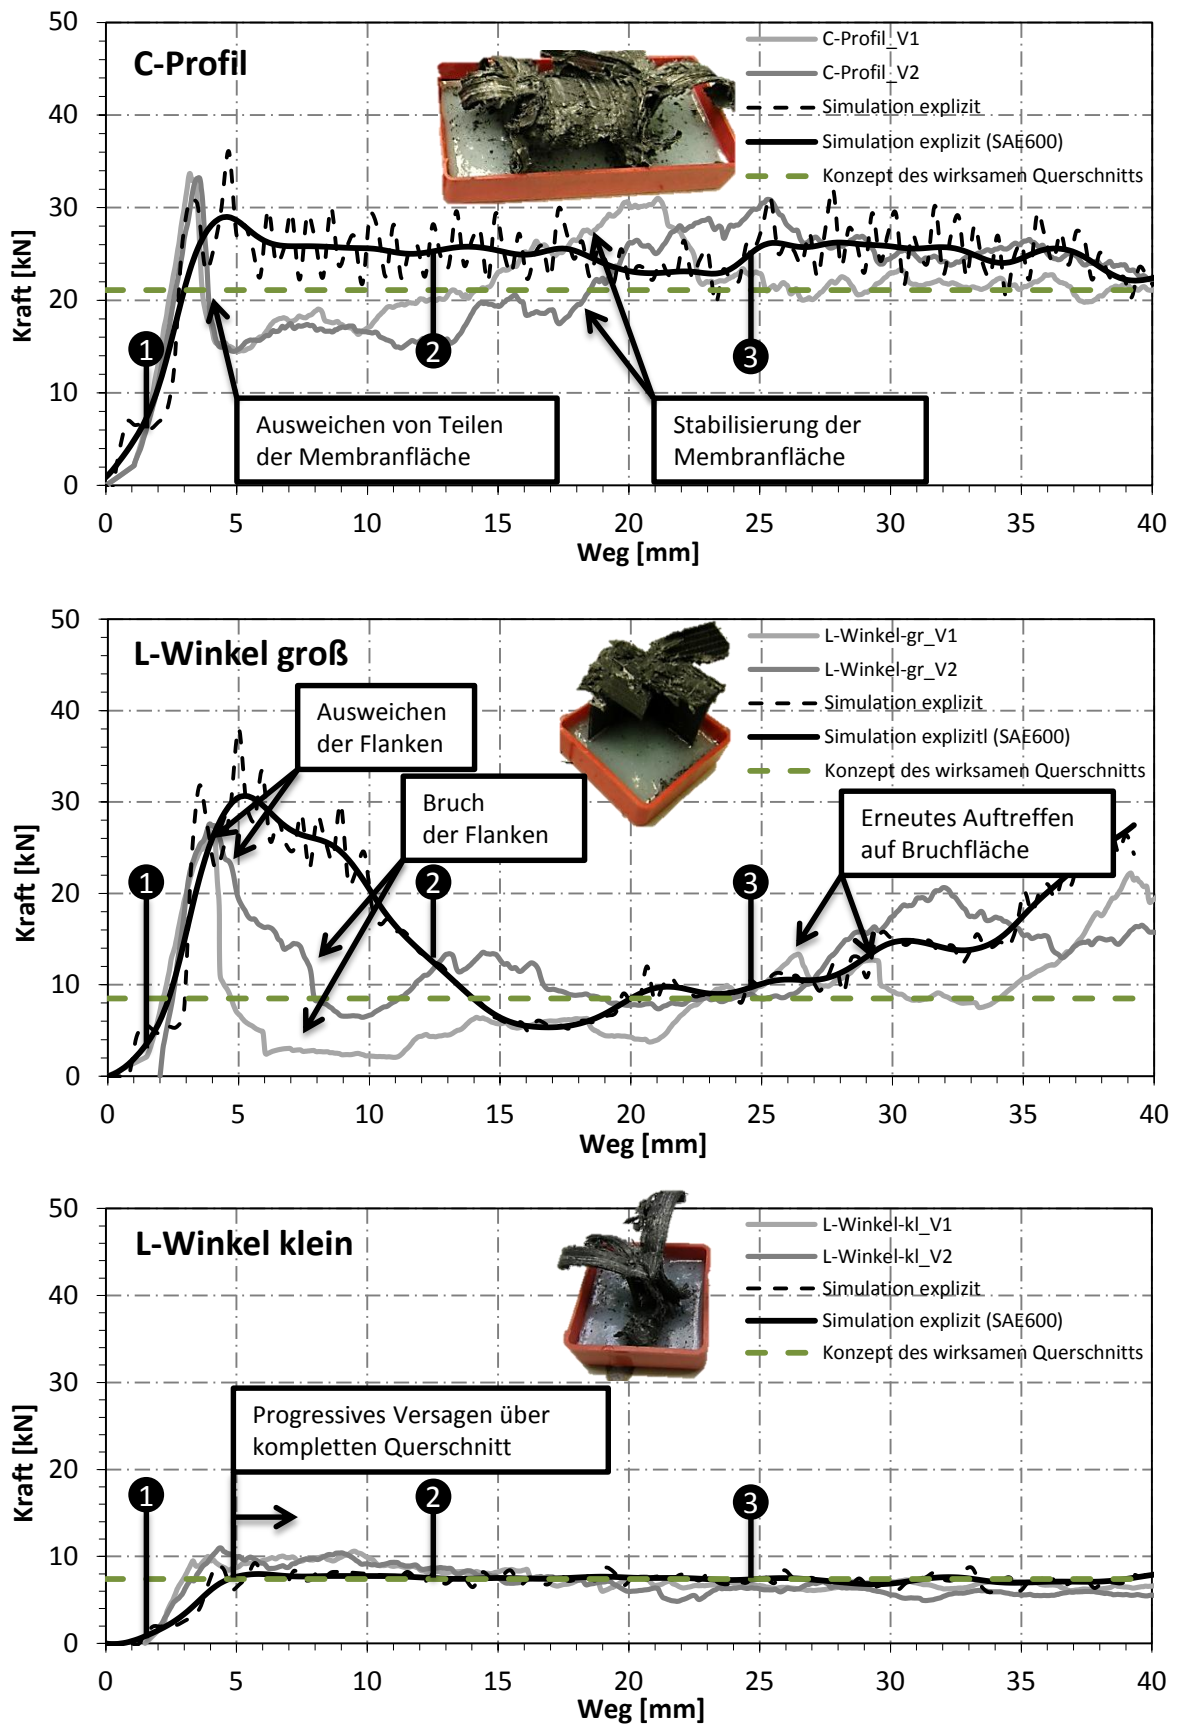 C-Profil
C-Profil_V1
C-Profil_V2
Simulation explizit
Simulation explizit (SAE600)
Konzept des wirksamen Querschnitts
50
40
30
20
10
0
Kraft [kN]
1
2
3
Ausweichen von Teilen
der Membranfläche
Stabilisierung der
Membranfläche
0 5 10 15 20 25 30 35 40
Weg [mm]
L-Winkel groß
L-Winkel-gr_V1
L-Winkel-gr_V2
Simulation explizit
Simulation explizitl (SAE600)
Konzept des wirksamen Querschnitts
50
40
30
20
10
0
Kraft [kN]
Ausweichen
der Flanken
Bruch
der Flanken
Erneutes Auftreffen
auf Bruchfläche
1
2
3
0 5 10 15 20 25 30 35 40
Weg [mm]
L-Winkel klein
L-Winkel-kl_V1
L-Winkel-kl_V2
Simulation explizit
Simulation explizit (SAE600)
Konzept des wirksamen Querschnitts
50
40
30
20
10
0
Kraft [kN]
Progressives Versagen über
kompletten Querschnitt
1
2
3
0 5 10 15 20 25 30 35 40
Weg [mm]